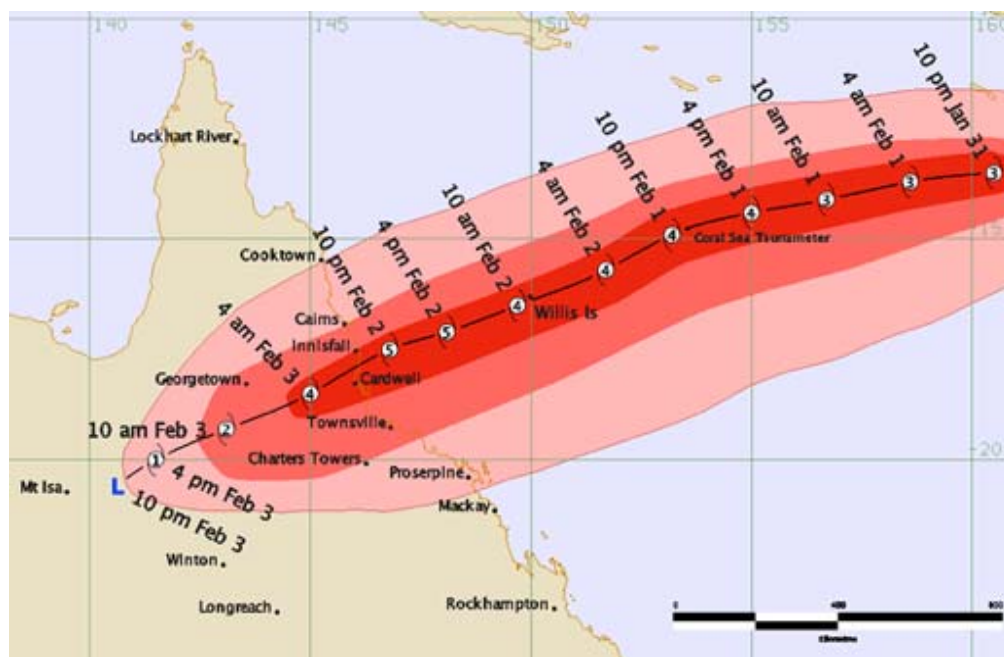 140
145
150
155
160
10 pm Jan 31
4 am Feb 1
10 am Feb 1
4 pm Feb 1
10 pm Feb 1
4 am Feb 2
10 am Feb 2
4 pm Feb 2
10 pm Feb 2
4 am Feb 3
10 am Feb 3
4 pm Feb 3
10 pm Feb 3
Lockhart River
Cooktown
Coral Sea Tsunameter
Willis Is
Cairns
Innisfail
Georgetown
Cardwell
Townsville
Charters Towers
Proserpine
Mt Isa
Mackay
Winton
Longreach
Rockhampton
3
3
3
4
4
4
4
5
5
4
2
1
L
20
0
400
800
Kilometres